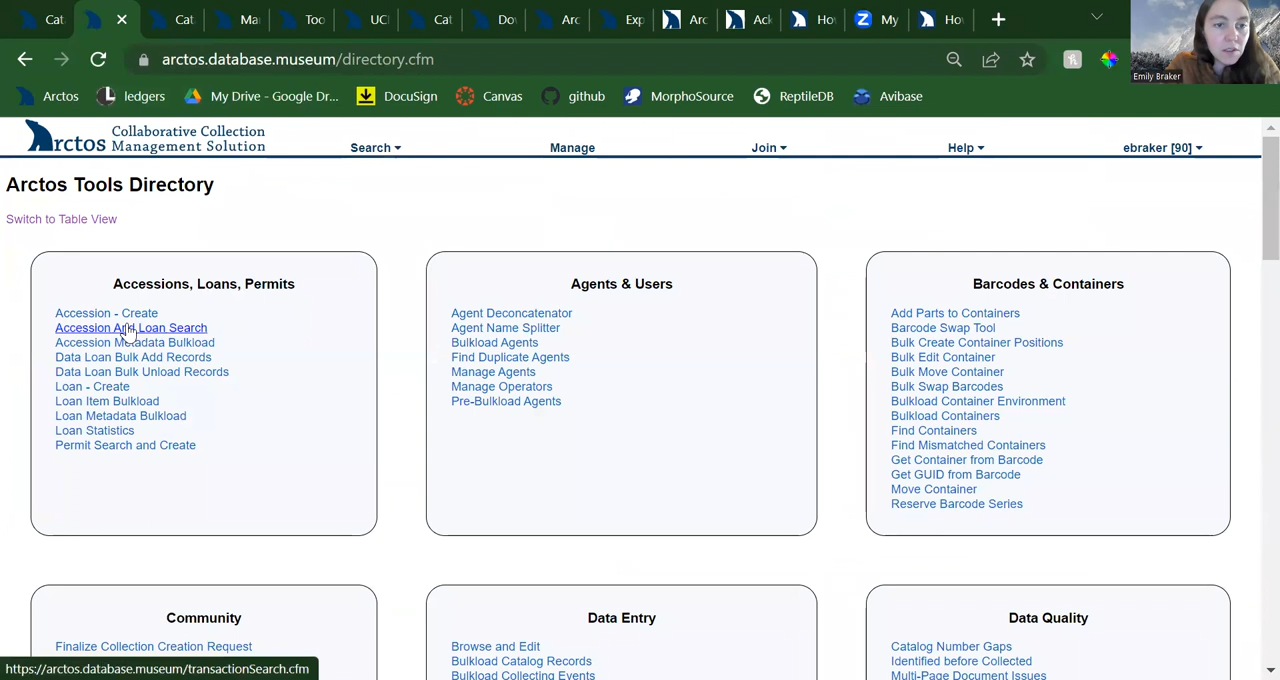 Cat
Cat
Ma
Too
UC
Cat
Do
Arc
Exp
Arc
Ack
Ho
My
Ho
arctos.database.museum/directory.cfm
Emily Braker
Arctos
ledgers
My Drive - Google Dr...
DocuSign
Canvas
github
MorphoSource
ReptileDB
Avibase
Arctos Collaborative Collection
Management Solution
Search
Manage
Join
Help
ebraker [90]
Arctos Tools Directory
Switch to Table View
Accessions, Loans, Permits
Accession - Create
Accession And Loan Search
Accession Metadata Bulkload
Data Loan Bulk Add Records
Data Loan Bulk Unload Records
Loan - Create
Loan Item Bulkload
Loan Metadata Bulkload
Loan Statistics
Permit Search and Create
Agents & Users
Agent Deconcatenator
Agent Name Splitter
Bulkload Agents
Find Duplicate Agents
Manage Agents
Manage Operators
Pre-Bulkload Agents
Barcodes & Containers
Add Parts to Containers
Barcode Swap Tool
Bulk Create Container Positions
Bulk Edit Container
Bulk Move Container
Bulk Swap Barcodes
Bulkload Container Environment
Bulkload Containers
Find Containers
Find Mismatched Containers
Get Container from Barcode
Get GUID from Barcode
Move Container
Reserve Barcode Series
Community
Finalize Collection Creation Request
Data Entry
Browse and Edit
Bulkload Catalog Records
Bulkload Collecting Events
Data Quality
Catalog Number Gaps
Identified before Collected
Multi-Page Document Issues
https://arctos.database.museum/transactionSearch.cfm